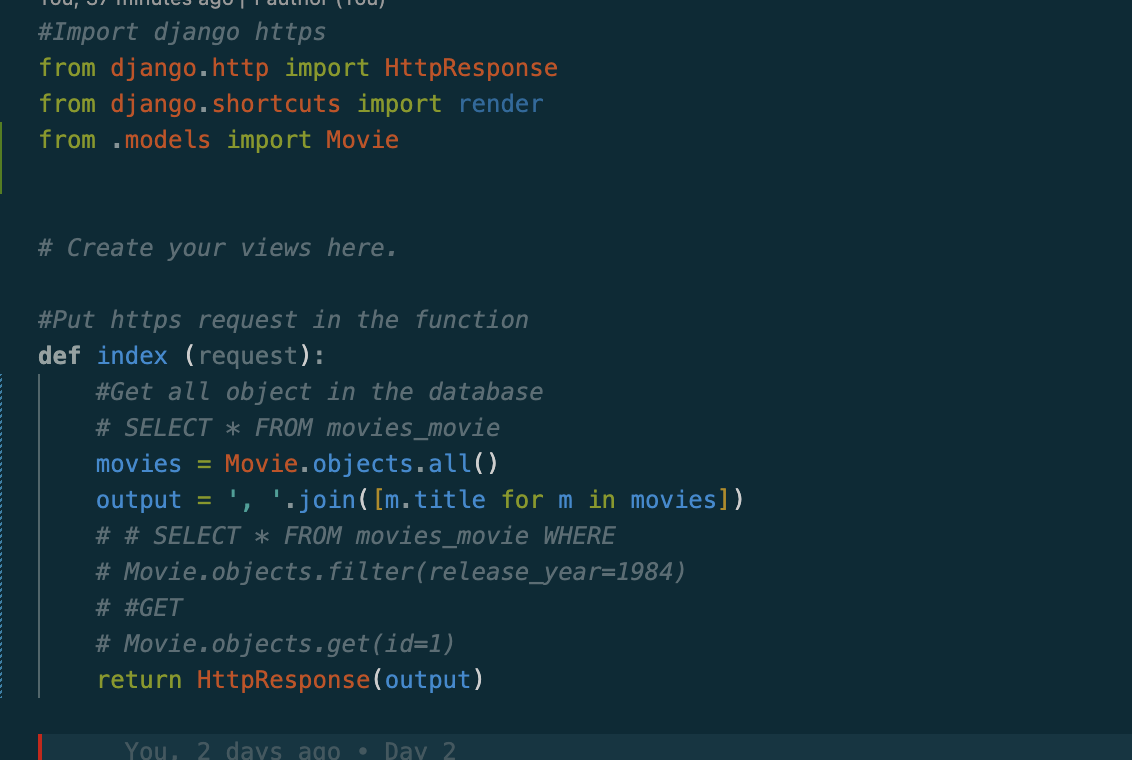 You, 57 minutes ago | 1 author (You)
#Import django https
from django.http import HttpResponse
from django.shortcuts import render
from .models import Movie
# Create your views here.
#Put https request in the function
def index (request):
#Get all object in the database
# SELECT * FROM movies_movie
movies = Movie.objects.all()
output = ', '.join([m.title for m in movies])
# # SELECT * FROM movies_movie WHERE
# Movie.objects.filter(release_year=1984)
# #GET
# Movie.objects.get(id=1)
return HttpResponse(output)
You, 2 days ago • Day 2